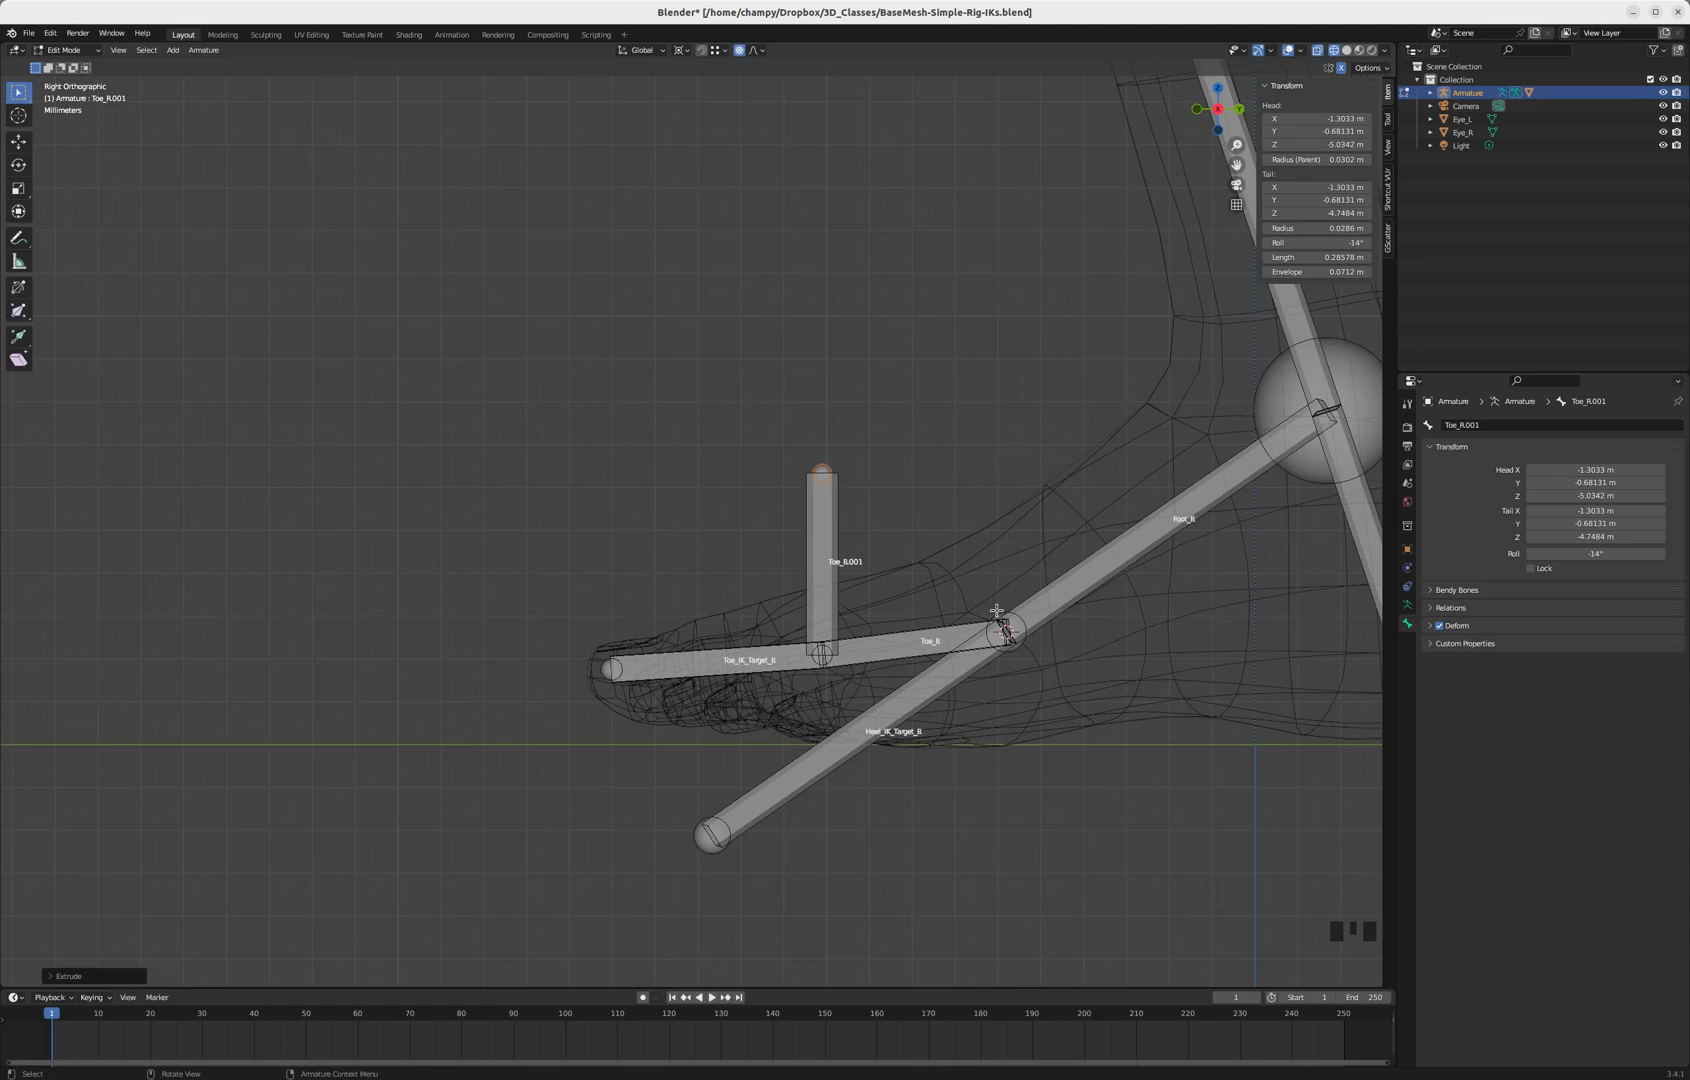 Blender* [/home/champy/Dropbox/3D_Classes/BaseMesh-Simple-Rig-IKs.blend]
File Edit Render Window Help Layout Modeling Sculpting UV Editing Texture Paint Shading Animation Rendering Compositing Scripting + Scene View Layer
Edit Mode View Select Add Armature Global
X Options
Right Orthographic
(1) Armature : Toe_R.001
Millimeters
Z
X
Y
Transform
Head:
X -1.3033 m
Y -0.68131 m
Z -5.0342 m
Radius (Parent) 0.0302 m
Tail:
X -1.3033 m
Y -0.68131 m
Z -4.7484 m
Radius 0.0286 m
Roll -14°
Length 0.28578 m
Envelope 0.0712 m
Item
Tool
View
Shortcut VUr
GScatter
Scene Collection
Collection
Armature
Camera
Eye_L
Eye_R
Light
Foot_R
Toe_R.001
Toe_R
Toe_IK_Target_R
Heel_IK_Target_R
Armature Armature Toe_R.001
Toe_R.001
Transform
Head X -1.3033 m
Y -0.68131 m
Z -5.0342 m
Tail X -1.3033 m
Y -0.68131 m
Z -4.7484 m
Roll -14°
Lock
Bendy Bones
Relations
Deform
Custom Properties
Extrude
Playback Keying View Marker 1 Start 1 End 250
1 10 20 30 40 50 60 70 80 90 100 110 120 130 140 150 160 170 180 190 200 210 220 230 240 250
Select Rotate View Armature Context Menu 3.4.1